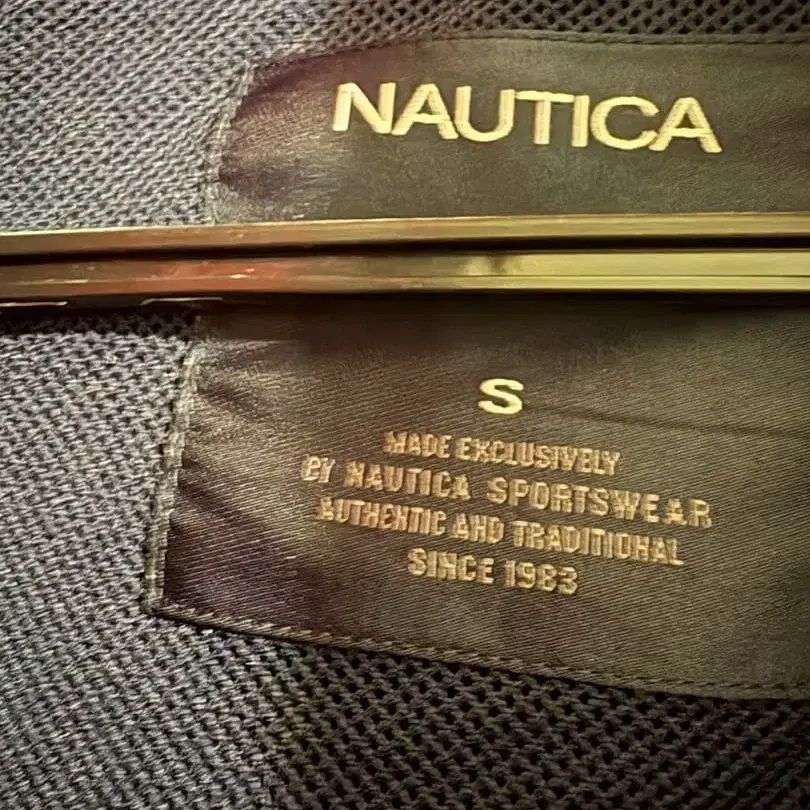 NAUTICA
S
MADE EXCLUSIVELY
BY NAUTICA SPORTSWEAR
AUTHENTIC AND TRADITIONAL
SINCE 1983